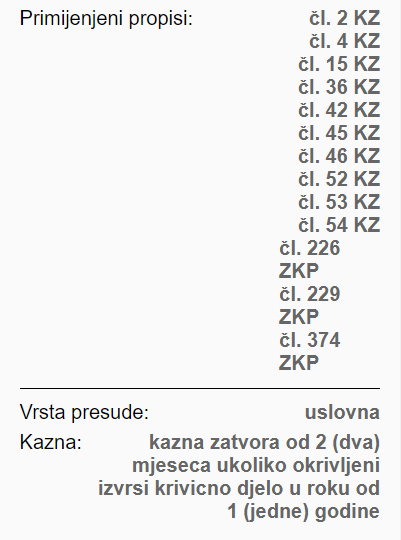 Primijenjeni propisi: čl. 2 KZ
čl. 4 KZ
čl. 15 KZ
čl. 36 KZ
čl. 42 KZ
čl. 45 KZ
čl. 46 KZ
čl. 52 KZ
čl. 53 KZ
čl. 54 KZ
čl. 226
ZKP
čl. 229
ZKP
čl. 374
ZKP
Vrsta presude: uslovna
Kazna: kazna zatvora od 2 (dva)
mjeseca ukoliko okrivljeni
izvrsi krivicno djelo u roku od
1 (jedne) godine